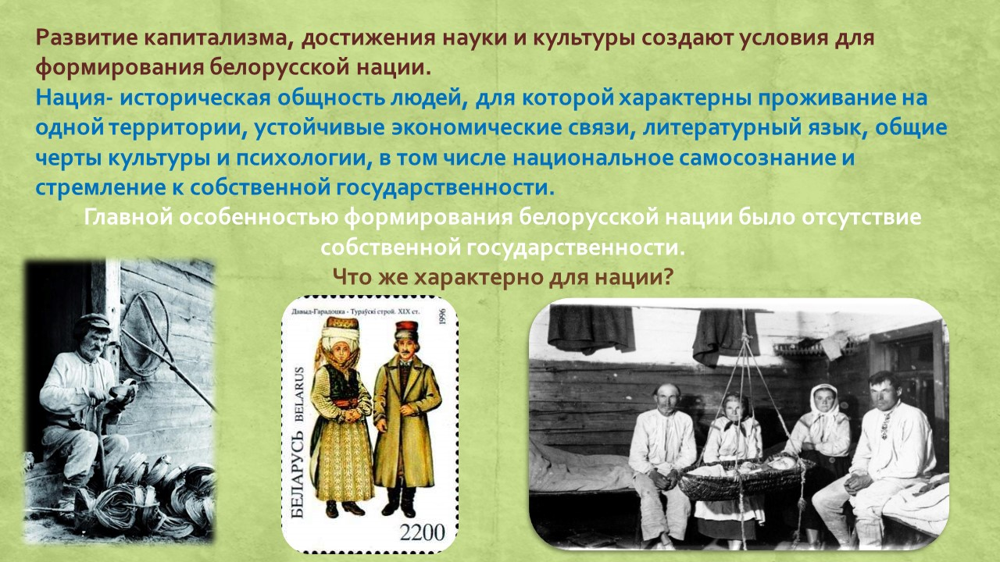 Развитие капитализма, достижения науки и культуры создают условия для
формирования белорусской нации.
Нация- историческая общность людей, для которой характерны проживание на
одной территории, устойчивые экономические связи, литературный язык, общие
черты культуры и психологии, в том числе национальное самосознание и
стремление к собственной государственности.
Главной особенностью формирования белорусской нации было отсутствие
собственной государственности.
Что же характерно для нации?
Давыд-Гарадоцка - Тураўскі строй. XIX ст.
1996
БЕЛАРУСЬ BELARUS
2200